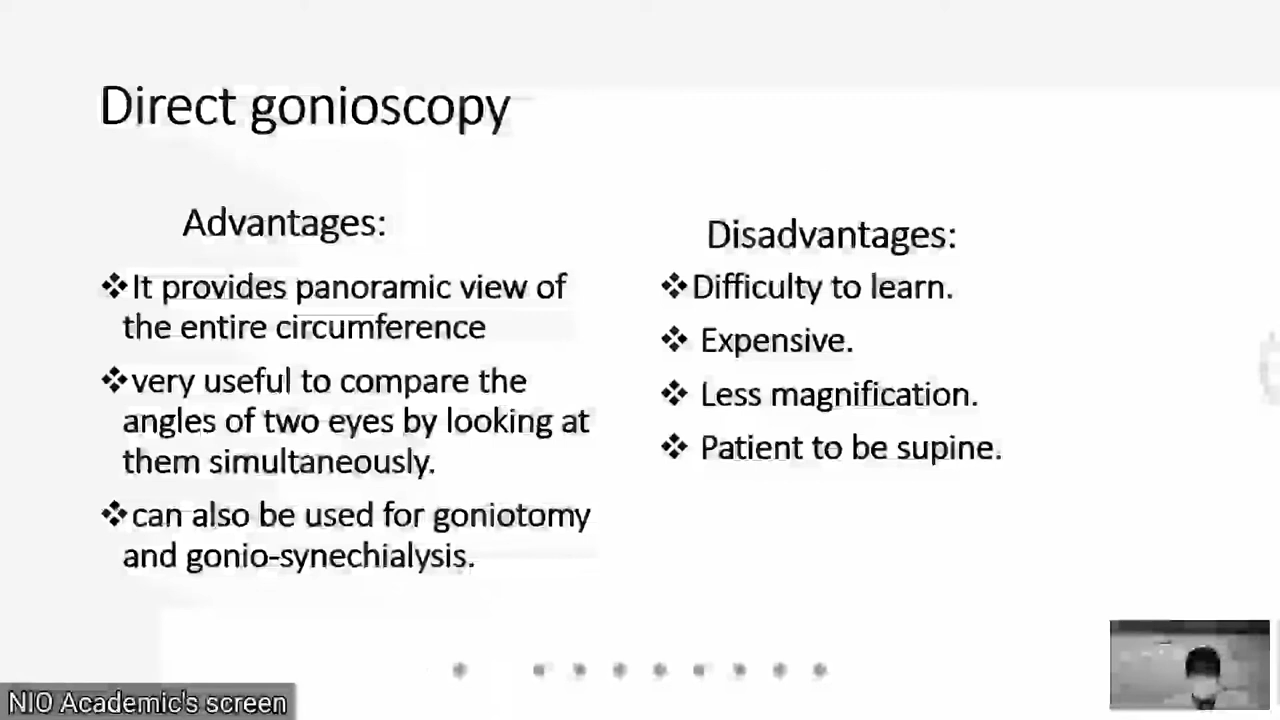 Direct gonioscopy
Advantages:
❖It provides panoramic view of
the entire circumference
❖very useful to compare the
angles of two eyes by looking at
them simultaneously.
❖can also be used for goniotomy
and gonio-synechialysis.
Disadvantages:
❖Difficulty to learn.
❖ Expensive.
❖ Less magnification.
❖ Patient to be supine.
NIO Academic's screen